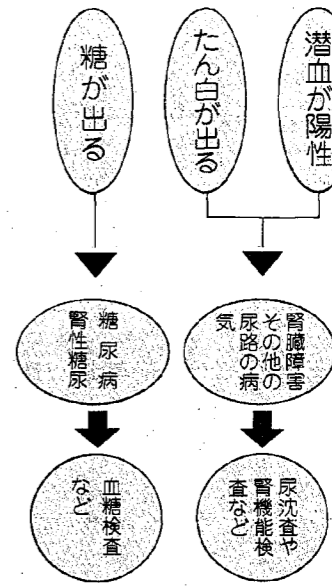 潜血が陽性
たん白が出る
糖が出る
腎臓障害
その他の
尿路の病
気
糖尿病
腎性糖尿
尿沈査や
腎機能検
査など
血糖検査
など